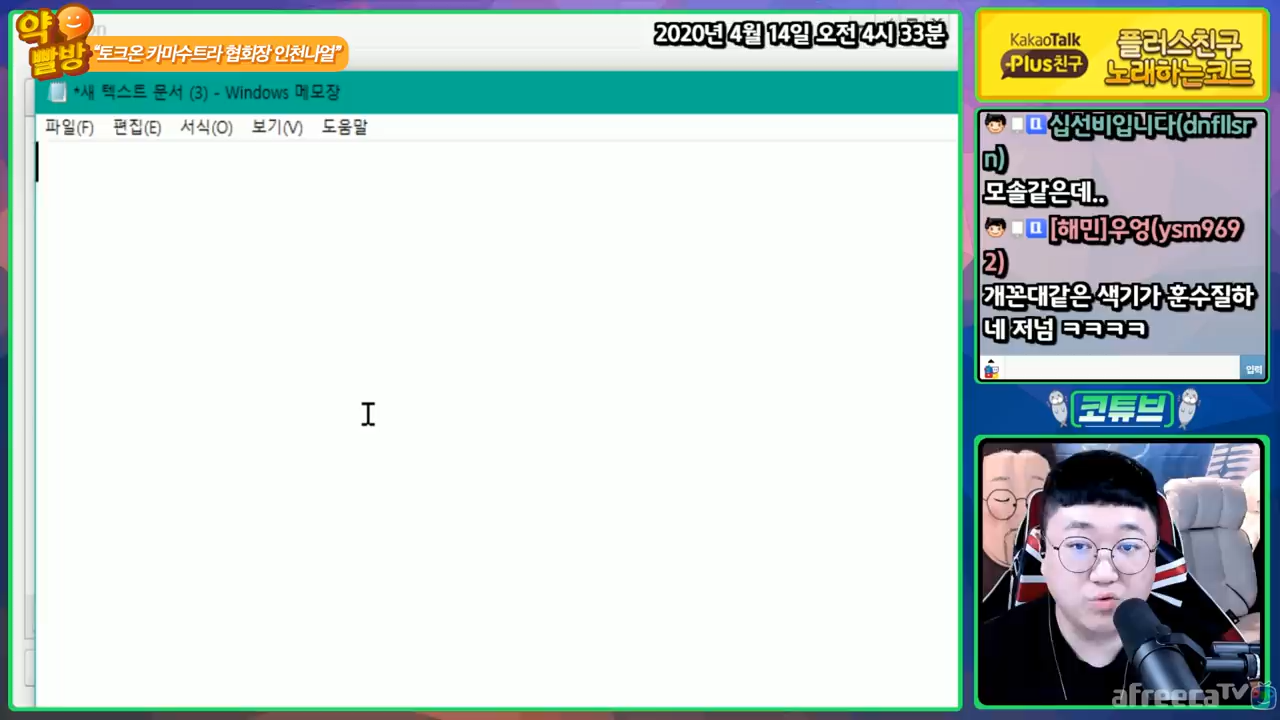 약빨방
"토크온 카마수트라 협회장 인천나얼"
2020년 4월 14일 오전 4시 33분
*새 텍스트 문서 (3) - Windows 메모장
파일(F) 편집(E) 서식(O) 보기(V) 도움말
KakaoTalk
Plus친구
플러스친구
노래하는코트
십선비입니다(dnfllsr
n)
모솔같은데..
[해민]우엉(ysm969
2)
개꼰대같은 색기가 훈수질하
네 저넘 ㅋㅋㅋㅋ
입력
코튜브
afreecaTV